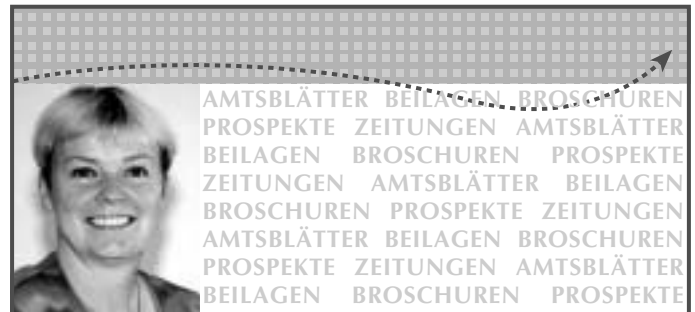 AMTSBLÄTTER BEILAGEN BROSCHUREN
PROSPEKTE ZEITUNGEN AMTSBLÄTTER
BEILAGEN BROSCHUREN PROSPEKTE
ZEITUNGEN AMTSBLÄTTER BEILAGEN
BROSCHUREN PROSPEKTE ZEITUNGEN
AMTSBLÄTTER BEILAGEN BROSCHUREN
PROSPEKTE ZEITUNGEN AMTSBLÄTTER
BEILAGEN BROSCHUREN PROSPEKTE